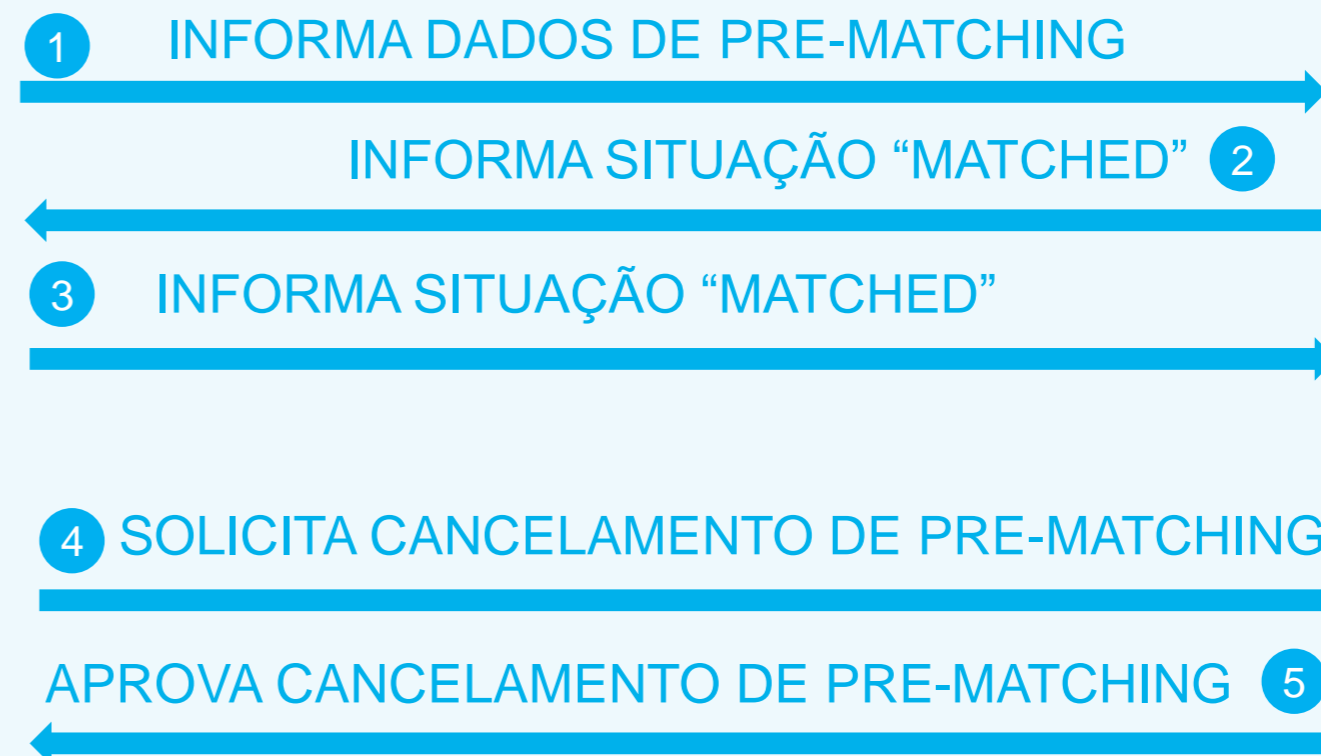 1 INFORMA DADOS DE PRE-MATCHING
INFORMA SITUAÇÃO “MATCHED” 2
3 INFORMA SITUAÇÃO “MATCHED”
4 SOLICITA CANCELAMENTO DE PRE-MATCHING
APROVA CANCELAMENTO DE PRE-MATCHING 5